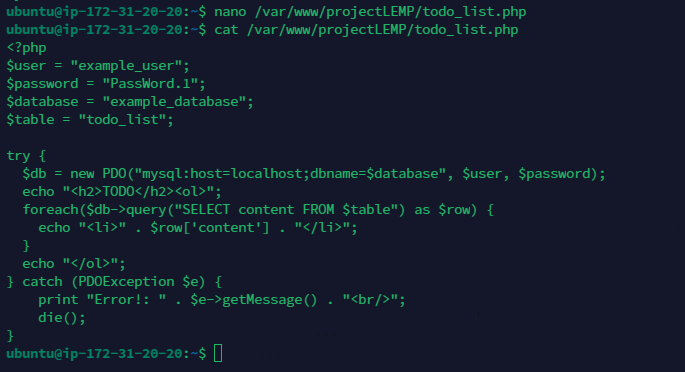 ubuntu@ip-172-31-20-20:~$ nano /var/www/projectLEMP/todo_list.php
ubuntu@ip-172-31-20-20:~$ cat /var/www/projectLEMP/todo_list.php
<?php
$user = "example_user";
$password = "PassWord.1";
$database = "example_database";
$table = "todo_list";

try {
  $db = new PDO("mysql:host=localhost;dbname=$database", $user, $password);
  echo "<h2>TODO</h2><ol>";
  foreach($db->query("SELECT content FROM $table") as $row) {
    echo "<li>" . $row['content'] . "</li>";
  }
  echo "</ol>";
} catch (PDOException $e) {
    print "Error!: " . $e->getMessage() . "<br/>";
    die();
}
ubuntu@ip-172-31-20-20:~$